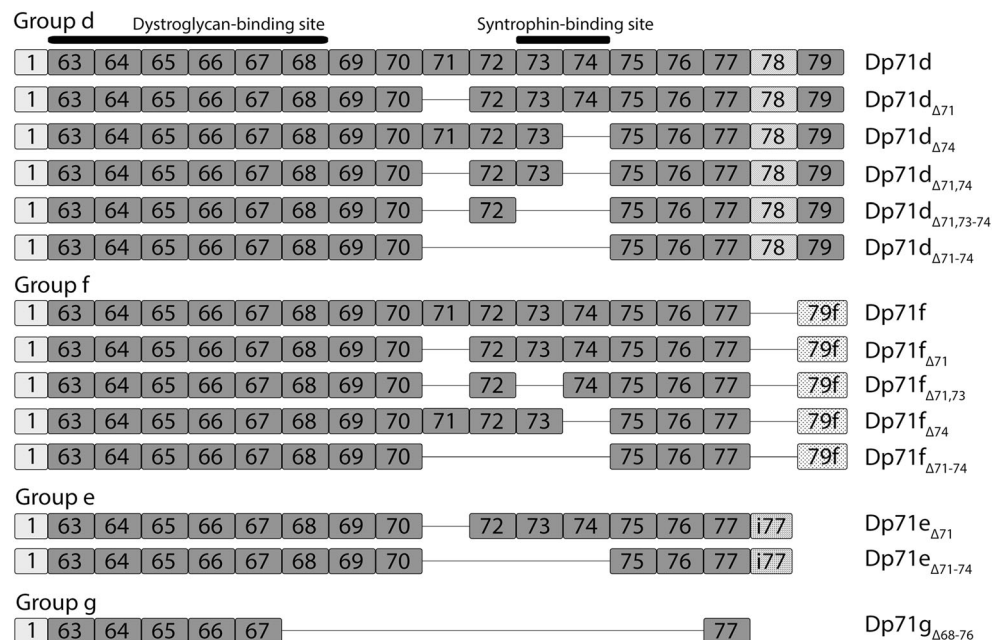 Group d Dystroglycan-binding site Syntrophin-binding site
1 63 64 65 66 67 68 69 70 71 72 73 74 75 76 77 78 79 Dp71d
1 63 64 65 66 67 68 69 70 72 73 74 75 76 77 78 79 Dp71dΔ71
1 63 64 65 66 67 68 69 70 71 72 73 75 76 77 78 79 Dp71dΔ74
1 63 64 65 66 67 68 69 70 72 73 75 76 77 78 79 Dp71dΔ71,74
1 63 64 65 66 67 68 69 70 72 75 76 77 78 79 Dp71dΔ71,73-74
1 63 64 65 66 67 68 69 70 75 76 77 78 79 Dp71dΔ71-74
Group f
1 63 64 65 66 67 68 69 70 71 72 73 74 75 76 77 79f Dp71f
1 63 64 65 66 67 68 69 70 72 73 74 75 76 77 79f Dp71fΔ71
1 63 64 65 66 67 68 69 70 72 74 75 76 77 79f Dp71fΔ71,73
1 63 64 65 66 67 68 69 70 71 72 73 75 76 77 79f Dp71fΔ74
1 63 64 65 66 67 68 69 70 75 76 77 79f Dp71fΔ71-74
Group e
1 63 64 65 66 67 68 69 70 72 73 74 75 76 77 i77 Dp71eΔ71
1 63 64 65 66 67 68 69 70 75 76 77 i77 Dp71eΔ71-74
Group g
1 63 64 65 66 67 77 Dp71gΔ68-76